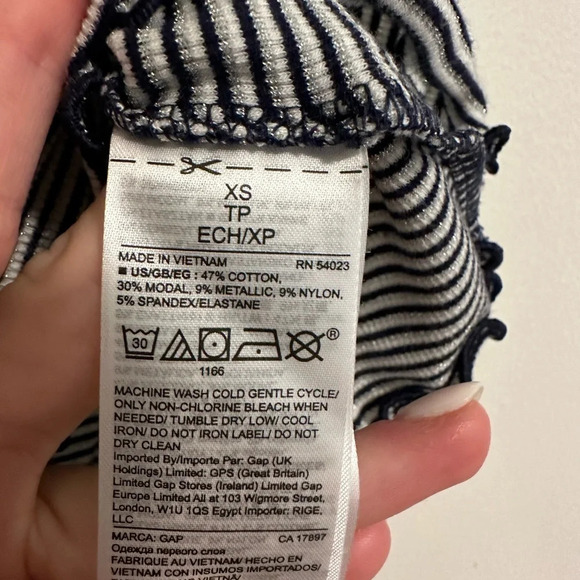 XS
TP
ECH/XP
MADE IN VIETNAM RN 54023
■ US/GB/EG : 47% COTTON,
30% MODAL, 9% METALLIC, 9% NYLON,
5% SPANDEX/ELASTANE
30 ®
1166
MACHINE WASH COLD GENTLE CYCLE/
ONLY NON-CHLORINE BLEACH WHEN
NEEDED/ TUMBLE DRY LOW/ COOL
IRON/ DO NOT IRON LABEL/ DO NOT
DRY CLEAN
Imported By/Importe Par: Gap (UK
Holdings) Limited: GPS (Great Britain)
Limited Gap Stores (Ireland) Limited Gap
Europe Limited All at 103 Wigmore Street,
London, W1U 1QS Egypt Importer: RIGE,
LLC
MARCA: GAP CA 17897
Одежда первого слоя
FABRIQUÉ AU VIETNAM/ HECHO EN
VIETNAM SOMOS IMPORTADOS/